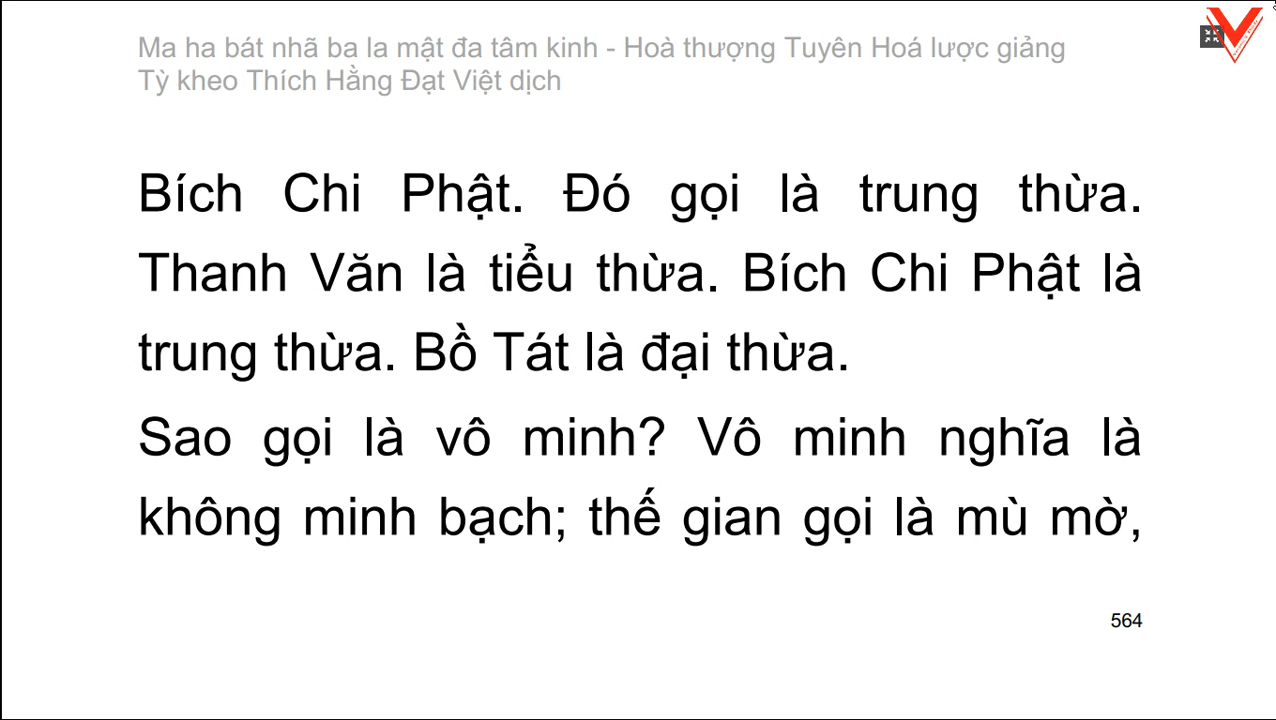 Ma ha bát nhã ba la mật đa tâm kinh - Hoà thượng Tuyên Hoá lược giảng
Tỳ kheo Thích Hằng Đạt Việt dịch
Bích Chi Phật. Đó gọi là trung thừa.
Thanh Văn là tiểu thừa. Bích Chi Phật là
trung thừa. Bồ Tát là đại thừa.
Sao gọi là vô minh? Vô minh nghĩa là
không minh bạch; thế gian gọi là mù mờ,
564